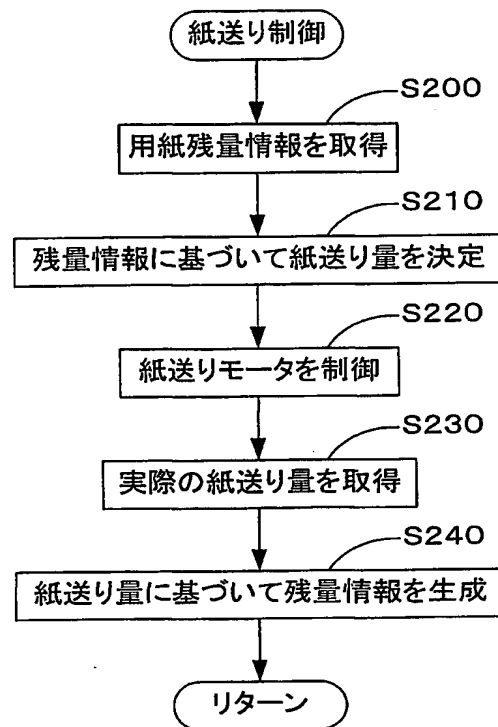 紙送り制御
S200
用紙残量情報を取得
S210
残量情報に基づいて紙送り量を決定
S220
紙送りモータを制御
S230
実際の紙送り量を取得
S240
紙送り量に基づいて残量情報を生成
リターン